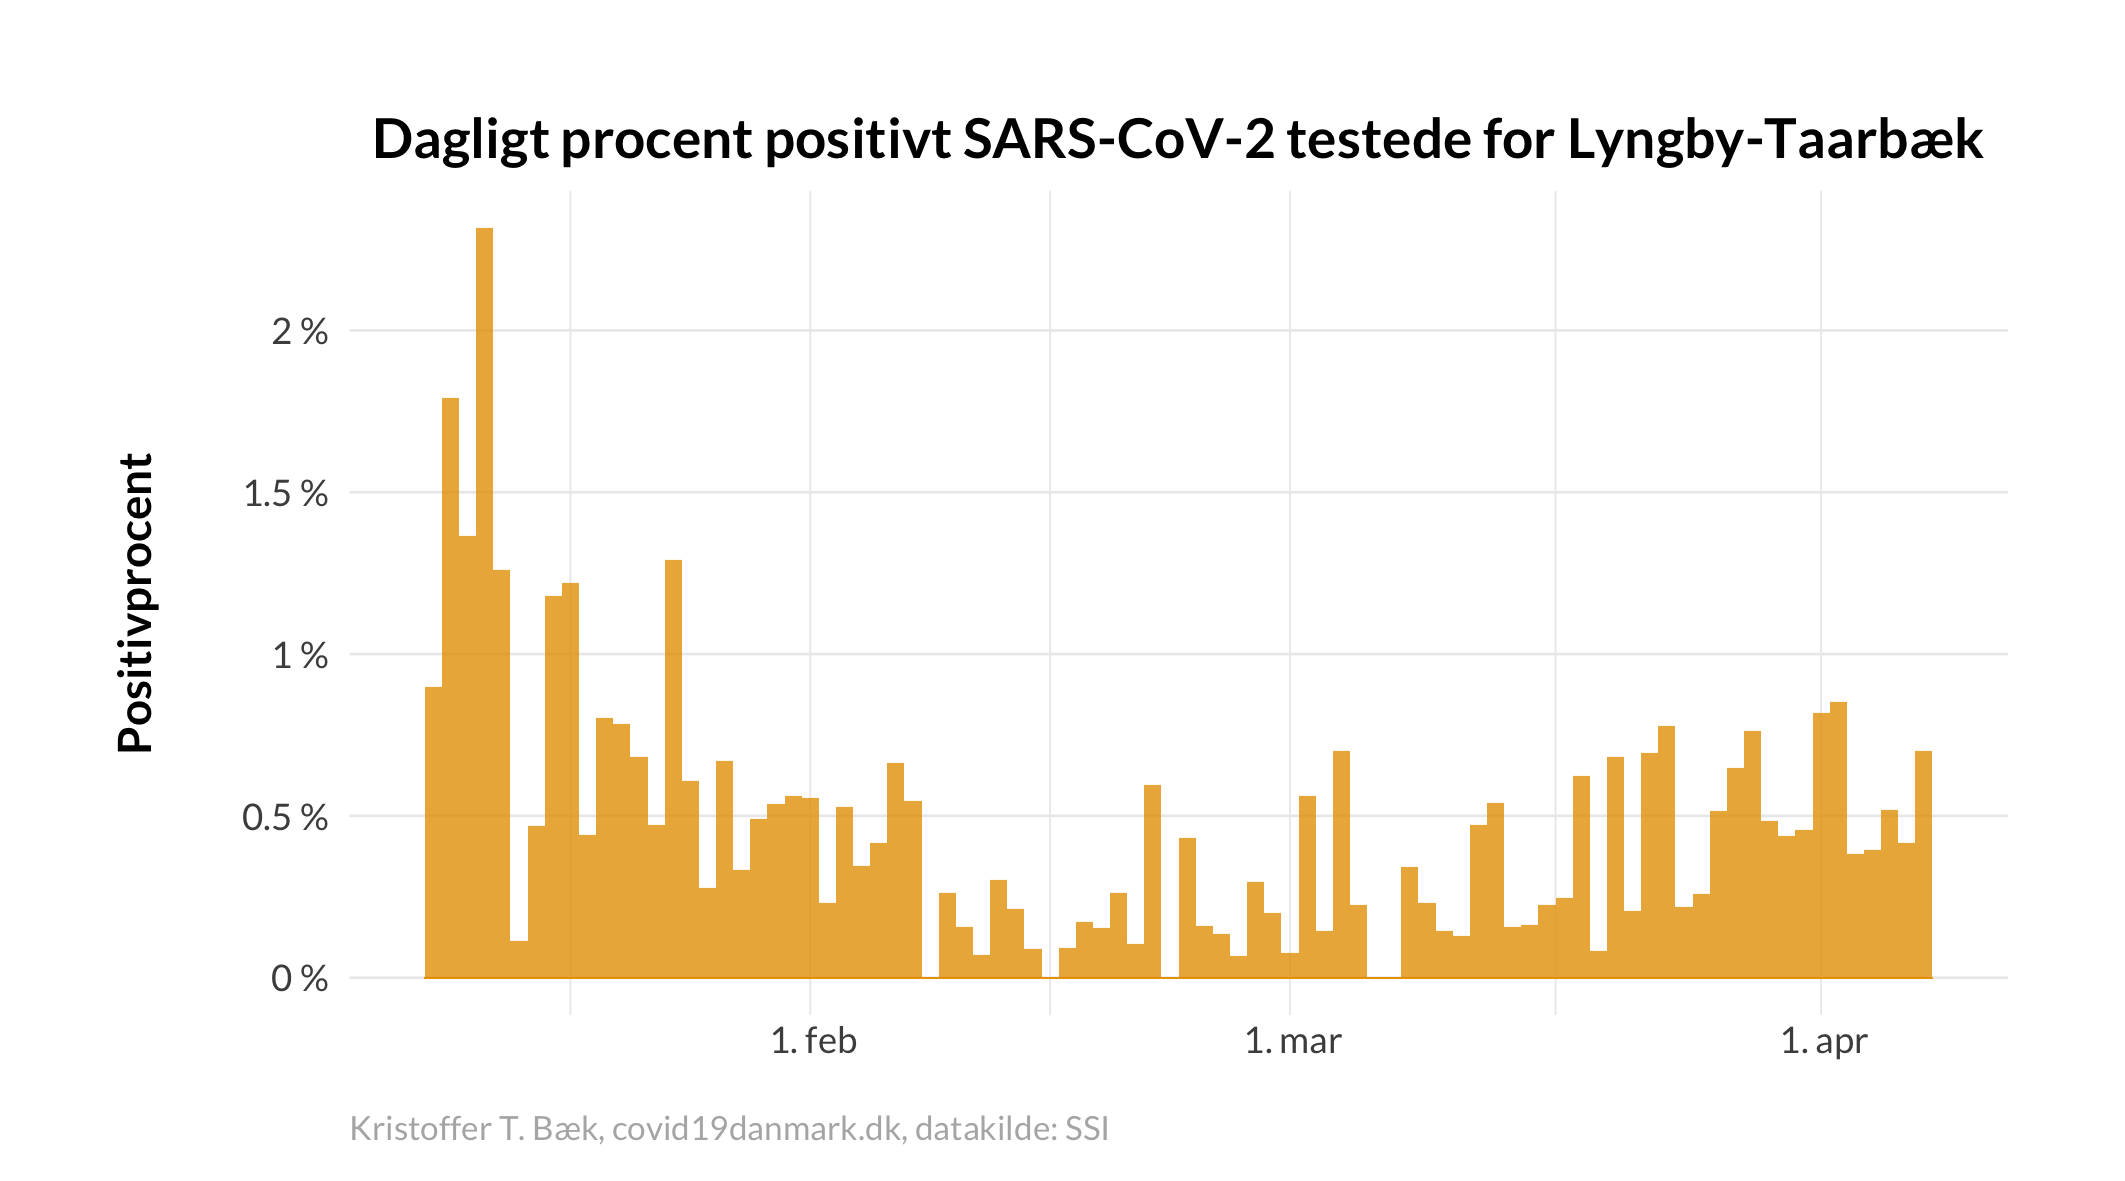 Dagligt procent positivt SARS-CoV-2 testede for Lyngby-Taarbæk
Positivprocent
2 %
1.5 %
1 %
0.5 %
0 %
1. feb
1. mar
1. apr
Kristoffer T. Bæk, covid19danmark.dk, datakilde: SSI